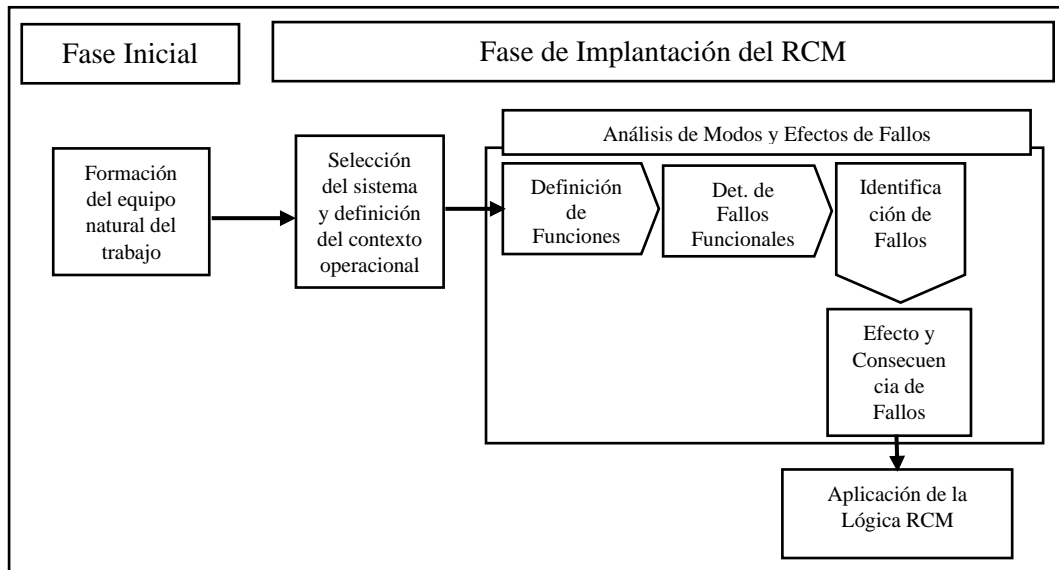 Fase Inicial
Fase de Implantación del RCM
Formación
del equipo
natural del
trabajo
Selección
del sistema
y definición
del contexto
operacional
Análisis de Modos y Efectos de Fallos
Definición
de
Funciones
Det. de
Fallos
Funcionales
Identifica
ción de
Fallos
Efecto y
Consecuen
cia de
Fallos
Aplicación de la
Lógica RCM